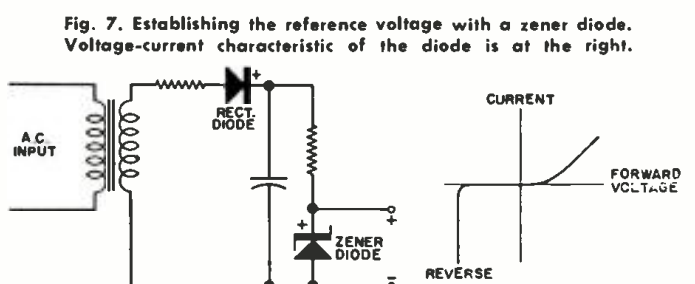 Fig. 7. Establishing the reference voltage with a zener diode.
Voltage-current characteristic of the diode is at the right.
A.C.
INPUT
RECT.
DIODE
+
+
ZENER
DIODE
+
-
CURRENT
FORWARD
VOLTAGE
REVERSE